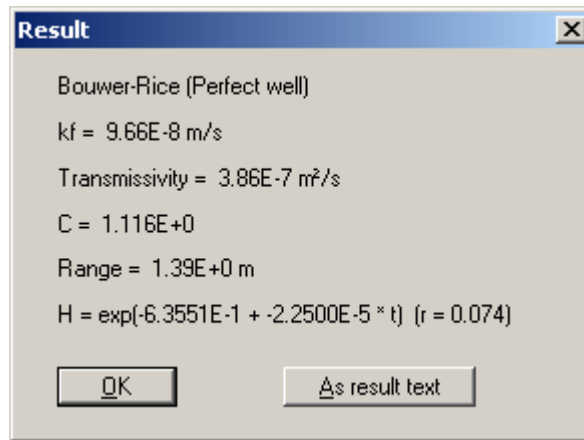 Result
Bouwer-Rice (Perfect well)
kf = 9.66E-8 m/s
Transmissivity = 3.86E-7 m²/s
C = 1.116E+0
Range = 1.39E+0 m
H = exp(-6.3551E-1 + -2.2500E-5 * t) (r = 0.074)
OK
As result text